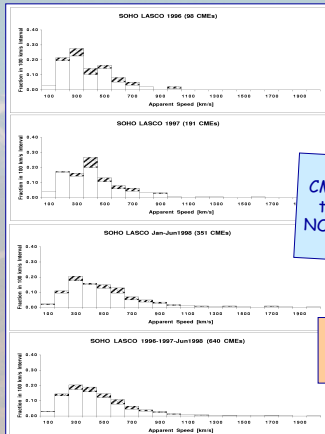 SOHO LASCO 1996 (98 CMEs)
Fraction in 100 km/s Interval
0.40
0.30
0.20
0.10
0.00
100 300 500 700 900 1100 1300 1500 1700 1900
Apparent Speed [km/s]
SOHO LASCO 1997 (191 CMEs)
Fraction in 100 km/s Interval
0.40
0.30
0.20
0.10
0.00
100 300 500 700 900 1100 1300 1500 1700
Apparent Speed [km/s]
CM
t
NO
SOHO LASCO Jan-Jun1998 (351 CMEs)
Fraction in 100 km/s Interval
0.40
0.30
0.20
0.10
0.00
100 300 500 700 900 1100 1300 1500 1700 1900
Apparent Speed [km/s]
SOHO LASCO 1996-1997-Jun1998 (640 CMEs)
Fraction in 100 km/s Interval
0.40
0.30
0.20
0.10
0.00
100 300 500 700 900 1100 1300 1500 1700 1900
Apparent Speed [km/s]